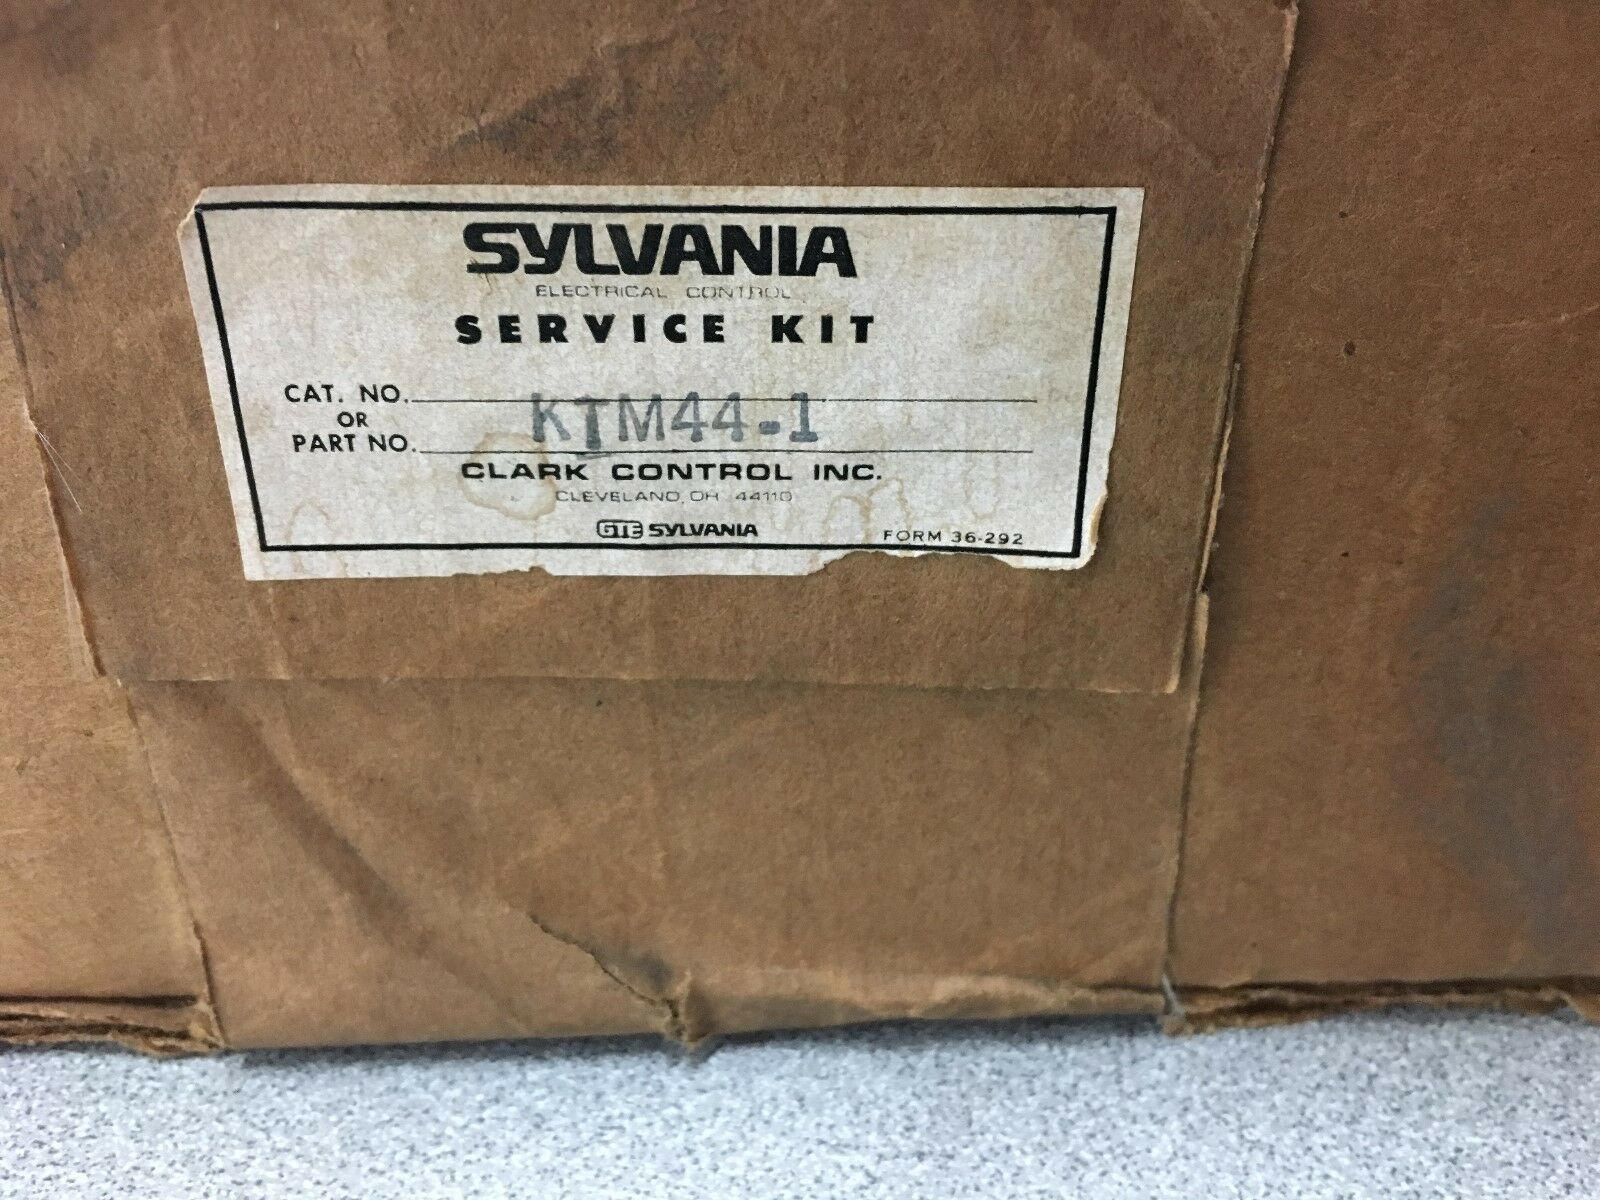 SYLVANIA
ELECTRICAL CONTROL
SERVICE KIT
CAT. NO.
OR
PART NO.
KTM44-1
CLARK CONTROL INC.
CLEVELAND, OH 44110
GTE SYLVANIA
FORM 36-292